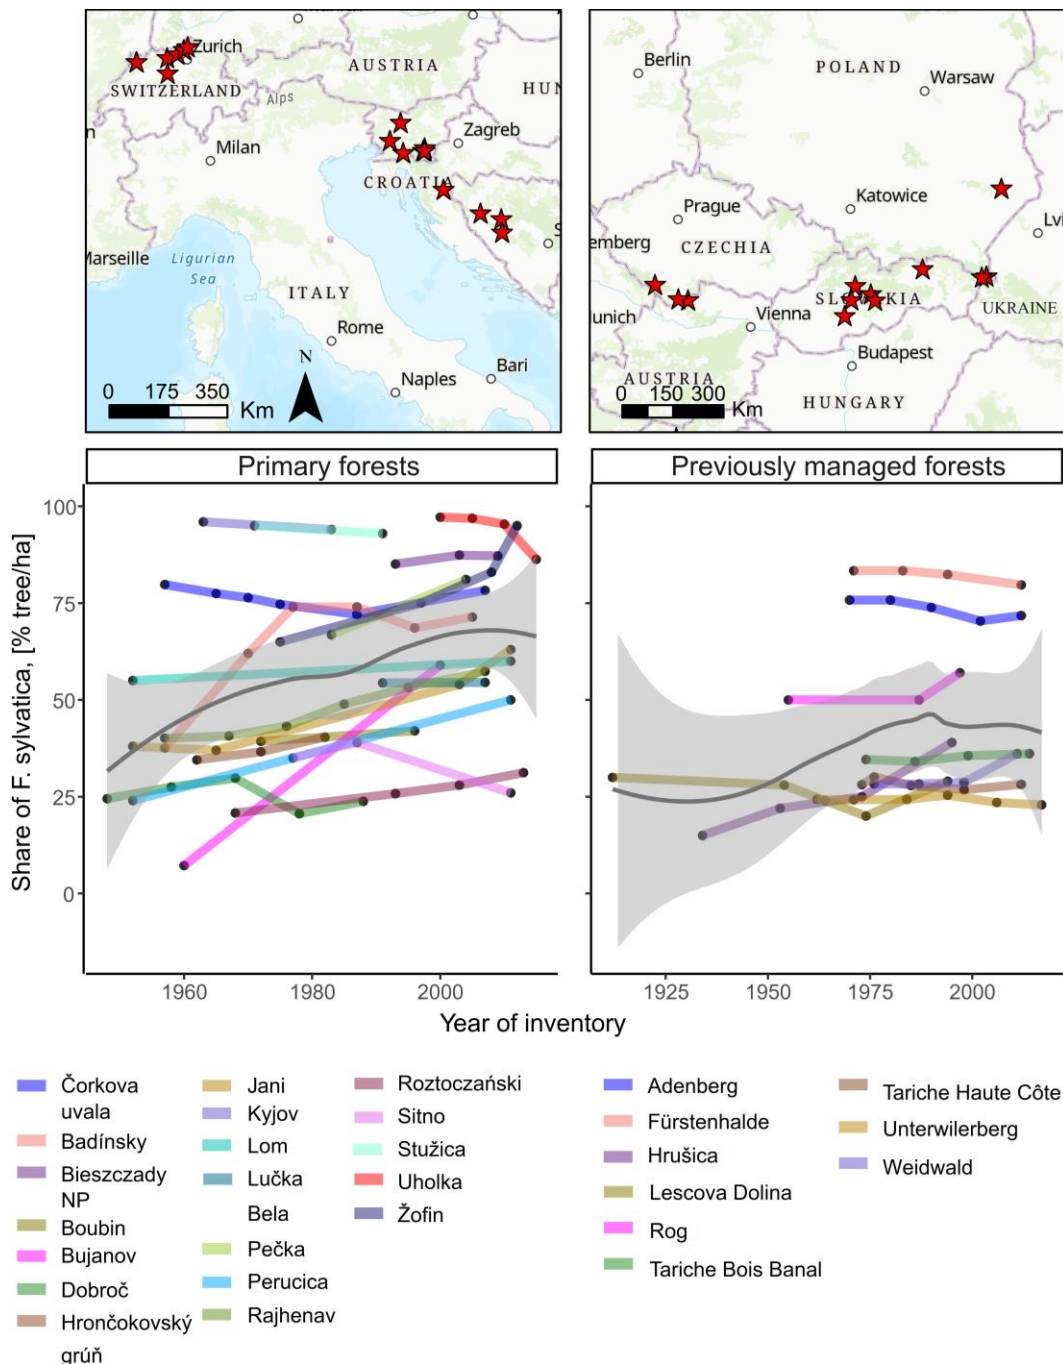 Zurich
AUSTRIA
SWITZERLAND
Alps
HUN
Milan
Zagreb
CROATIA
Marseille
Ligurian
Sea
ITALY
Rome
N
Bari
Naples
0 175 350
Km
Berlin
POLAND
Warsaw
Katowice
Prague
Lvi
emberg
CZECHIA
SLOVAKIA
UKRAINE
unich
Vienna
Budapest
AUSTRIA
0 150 300
Km
HUNGARY
Primary forests
Previously managed forests
Share of F. sylvatica, [% tree/ha]
100
75
50
25
0
1960 1980 2000
1925 1950 1975 2000
Year of inventory
Čorkova
uvala
Badínsky
Bieszczady
NP
Boubin
Bujanov
Dobroč
Hrončokovský
grúň
Jani
Kyjov
Lom
Lučka
Bela
Pečka
Perucica
Rajhenav
Roztoczański
Sitno
Stužica
Uholka
Žofin
Adenberg
Fürstenhalde
Hrušica
Lescova Dolina
Rog
Tariche Bois Banal
Tariche Haute Côte
Unterwilerberg
Weidwald